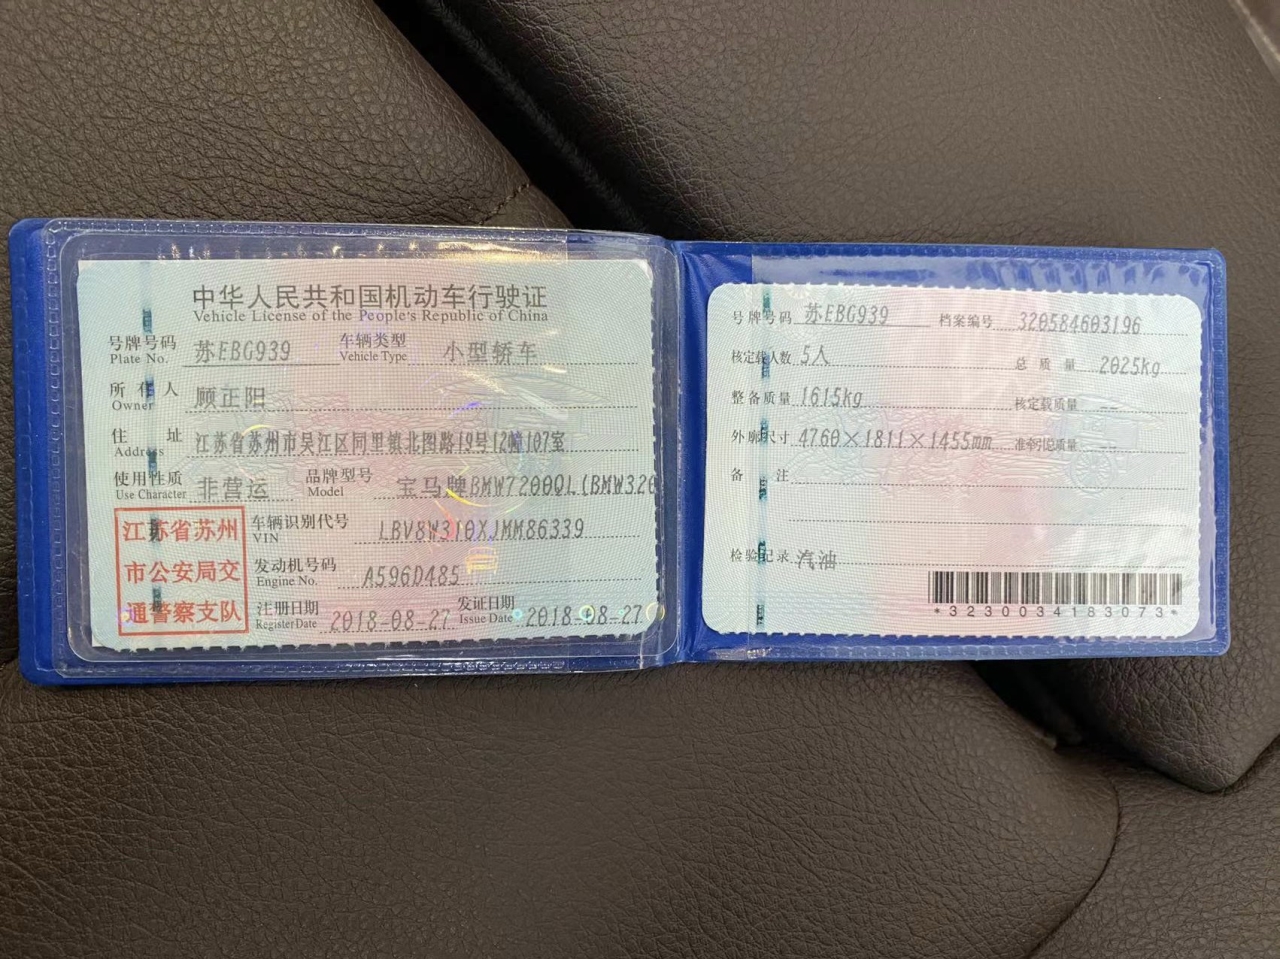 中华人民共和国机动车行驶证
Vehicle License of the People's Republic of China
号牌号码 Plate No. 苏EBG939 车辆类型 Vehicle Type 小型轿车
所有人 Owner 顾正阳
住址 Address 江苏省苏州市吴江区同里镇北图路19号12幢107室
使用性质 Use Character 非营运 品牌型号 Model 宝马牌BMW7200QL(BMW320
江苏省苏州
市公安局交
通警察支队
车辆识别代号 VIN LBV8W310XJMM86339
发动机号码 Engine No. A596D485
注册日期 Register Date 2018-08-27 发证日期 Issue Date 2018-08-27
号牌号码 苏EBG939 档案编号 320584603196
核定载人数 5人 总质量 2025kg
整备质量 1615kg 核定载质量 --
外廓尺寸 4760×1811×1455mm 准牵引总质量 --
备注
检验记录 汽油
*3230034183073*